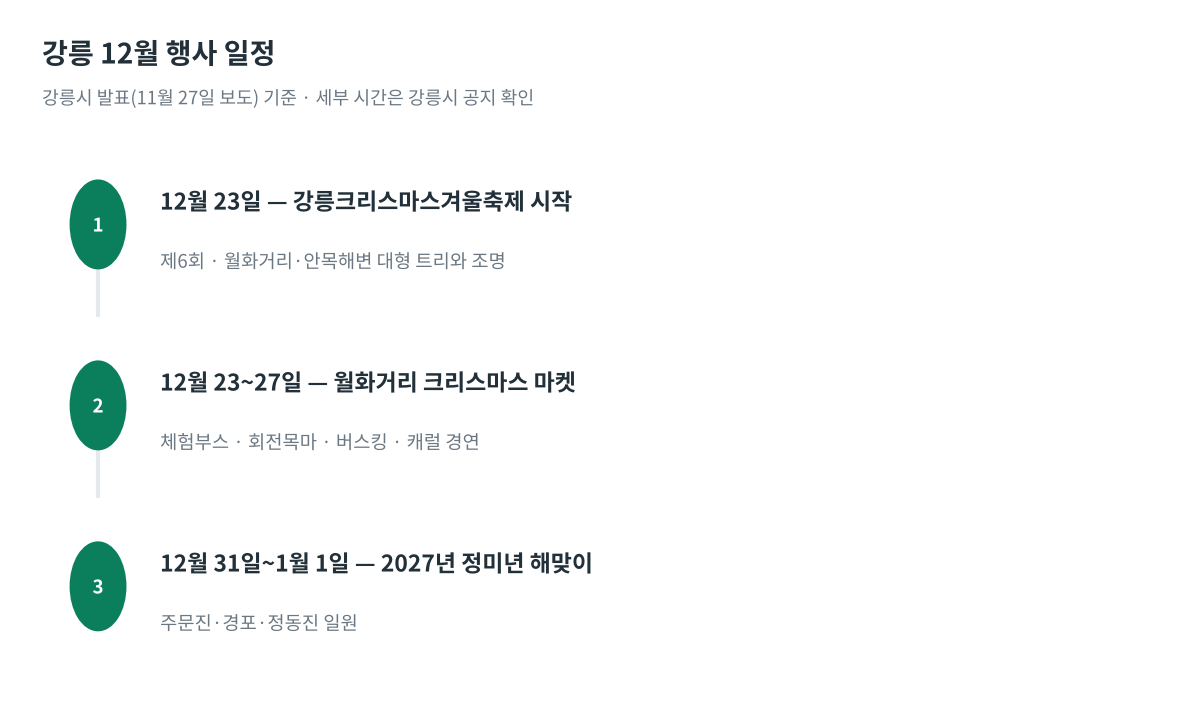 강릉 12월 행사 일정
강릉시 발표(11월 27일 보도) 기준 · 세부 시간은 강릉시 공지 확인
1
12월 23일 — 강릉크리스마스겨울축제 시작
제6회 · 월화거리·안목해변 대형 트리와 조명
2
12월 23~27일 — 월화거리 크리스마스 마켓
체험부스 · 회전목마 · 버스킹 · 캐럴 경연
3
12월 31일~1월 1일 — 2027년 정미년 해맞이
주문진·경포·정동진 일원